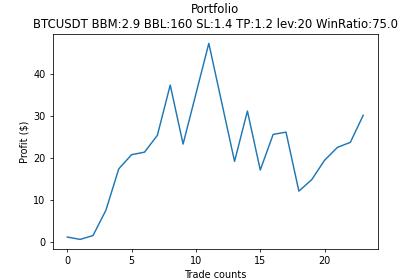 Portfolio
BTCUSDT BBM:2.9 BBL:160 SL:1.4 TP:1.2 lev:20 WinRatio:75.0
Profit ($)
40
30
20
10
0
0 5 10 15 20
Trade counts